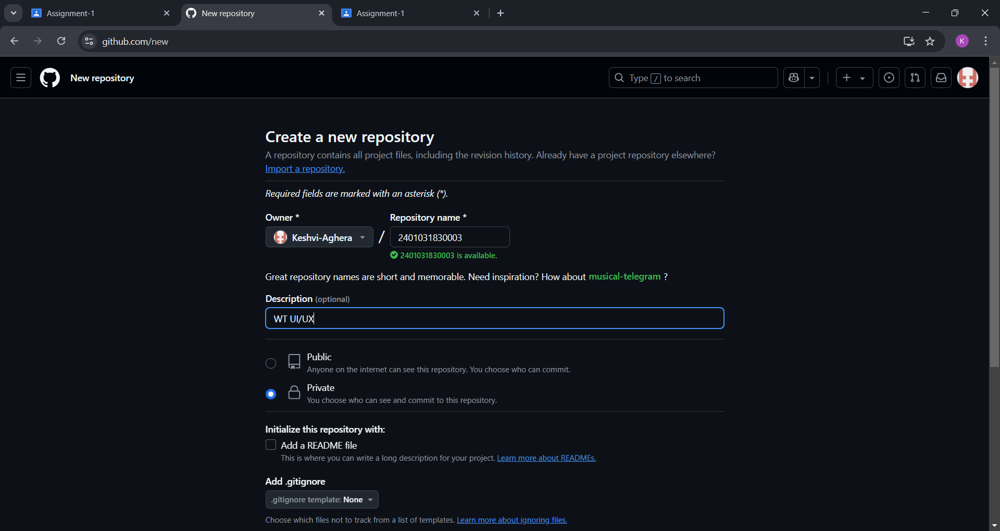 Assignment-1
New repository
Assignment-1
github.com/new
K
New repository
Type / to search
Create a new repository
A repository contains all project files, including the revision history. Already have a project repository elsewhere?
Import a repository.
Required fields are marked with an asterisk (*).
Owner *
Repository name *
Keshvi-Aghera / 2401031830003
2401031830003 is available.
Great repository names are short and memorable. Need inspiration? How about musical-telegram ?
Description (optional)
WT UI/UX
Public
Anyone on the internet can see this repository. You choose who can commit.
Private
You choose who can see and commit to this repository.
Initialize this repository with:
Add a README file
This is where you can write a long description for your project. Learn more about READMEs.
Add .gitignore
.gitignore template: None
Choose which files not to track from a list of templates. Learn more about ignoring files.